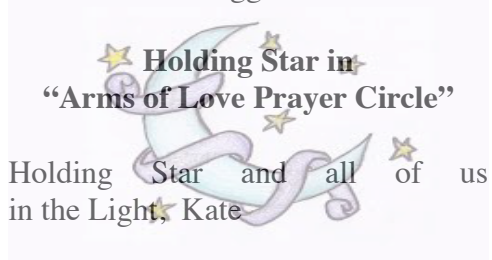 Holding Star in
“Arms of Love Prayer Circle”
Holding Star and all of us
in the Light, Kate